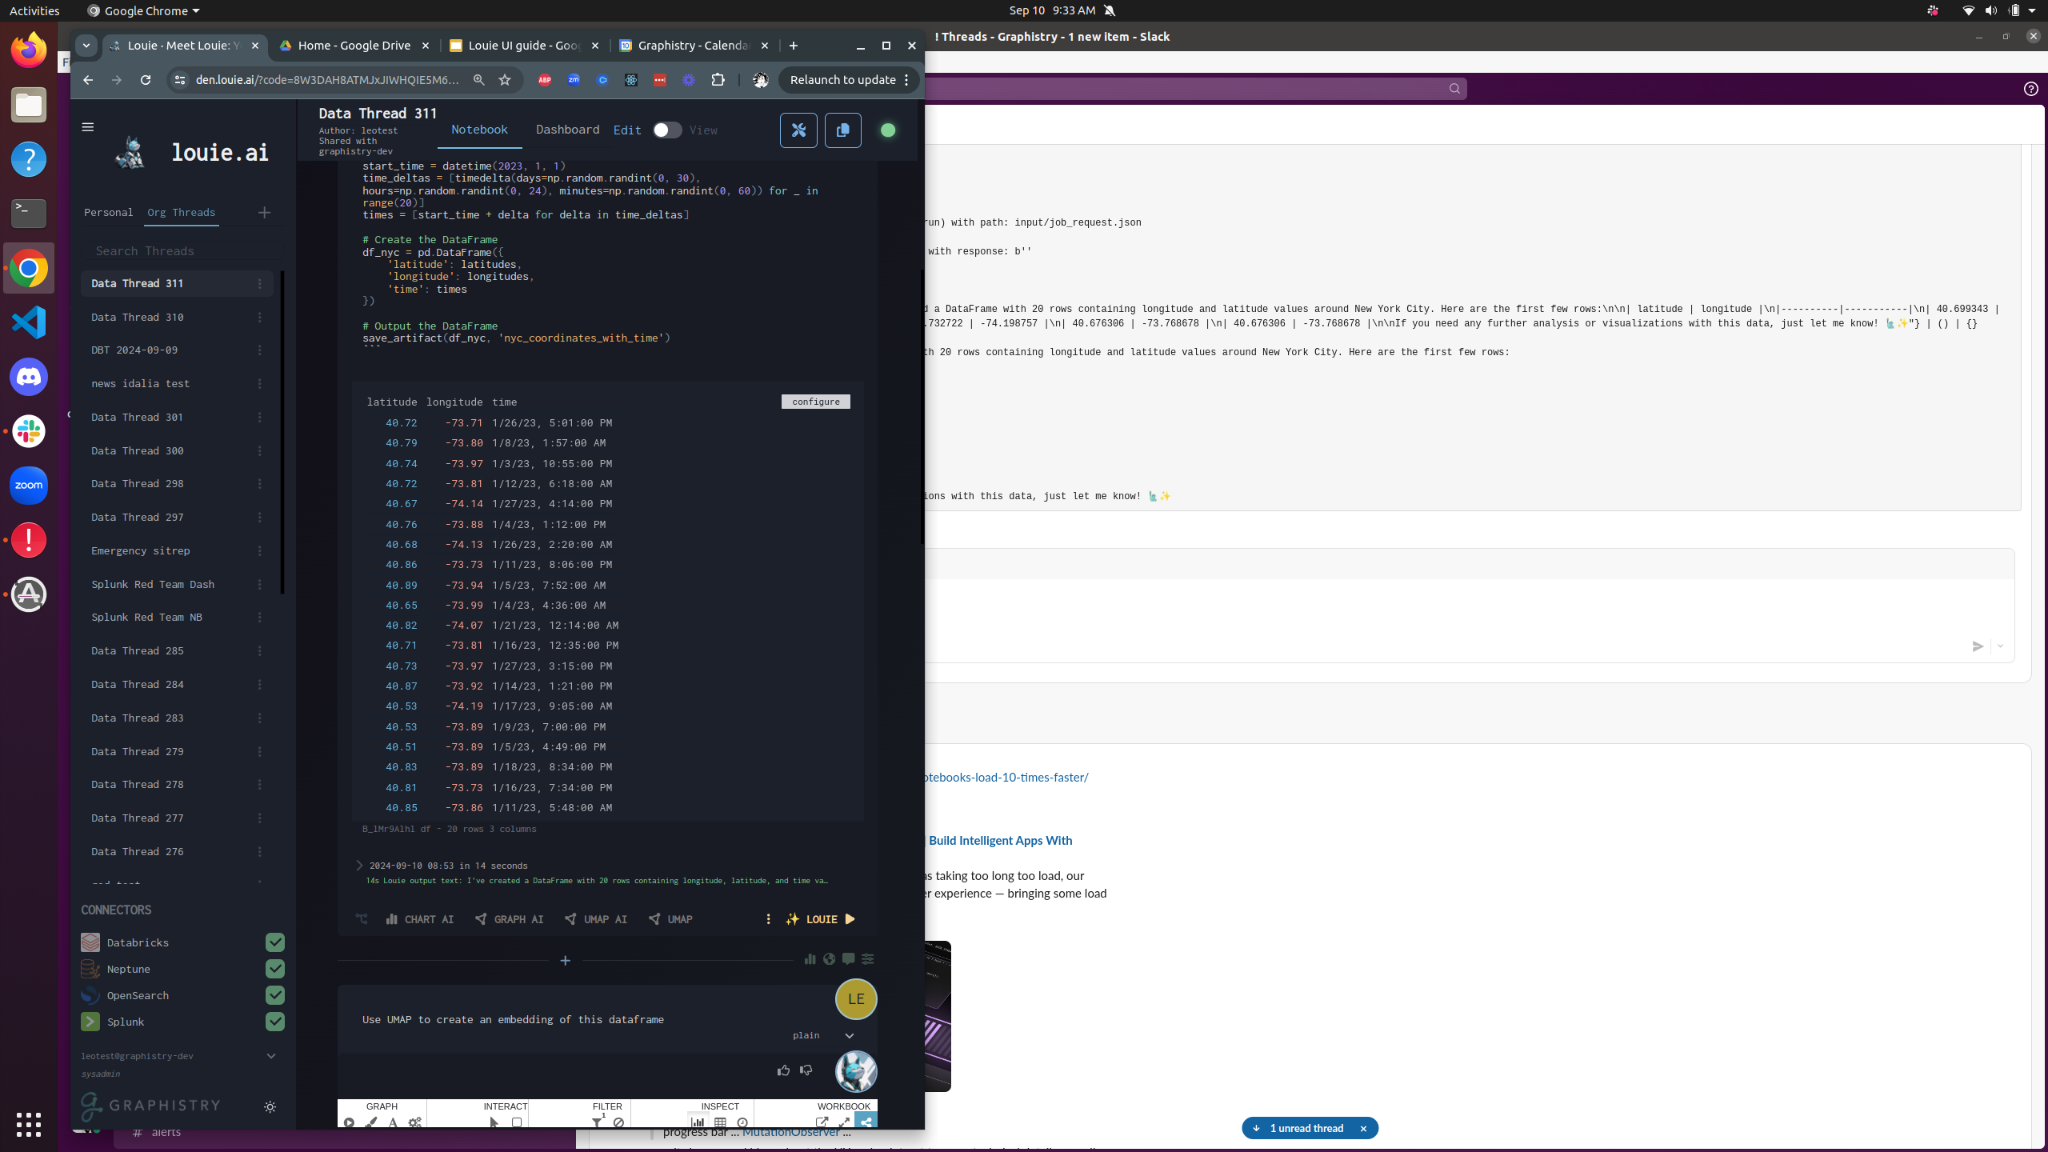 Activities
Google Chrome
Sep 10 9:33 AM
! Threads - Graphistry - 1 new item - Slack
Louie - Meet Louie: Y
Home - Google Drive
Louie UI guide - Goo
Graphistry - Calenda
den.louie.ai/?code=8W3DAH8ATMJxJIWHQIE5M6...
ABP
Relaunch to update
louie.ai
Personal
Org Threads
Search Threads
Data Thread 311
Data Thread 310
DBT 2024-09-09
news idalia test
Data Thread 301
Data Thread 300
Data Thread 298
Data Thread 297
Emergency sitrep
Splunk Red Team Dash
Splunk Red Team NB
Data Thread 285
Data Thread 284
Data Thread 283
Data Thread 279
Data Thread 278
Data Thread 277
Data Thread 276
CONNECTORS
Databricks
Neptune
OpenSearch
Splunk
leotest@graphistry-dev
sysadmin
GRAPHISTRY
Data Thread 311
Author: leotest
Shared with
graphistry-dev
Notebook
Dashboard
Edit
View
start_time = datetime(2023, 1, 1)
time_deltas = [timedelta(days=np.random.randint(0, 30),
hours=np.random.randint(0, 24), minutes=np.random.randint(0, 60)) for _ in
range(20)]
times = [start_time + delta for delta in time_deltas]
# Create the DataFrame
df_nyc = pd.DataFrame({
'latitude': latitudes,
'longitude': longitudes,
'time': times
})
# Output the DataFrame
save_artifact(df_nyc, 'nyc_coordinates_with_time')
```
latitude longitude time
configure
40.72 -73.71 1/26/23, 5:01:00 PM
40.79 -73.80 1/8/23, 1:57:00 AM
40.74 -73.97 1/3/23, 10:55:00 PM
40.72 -73.81 1/12/23, 6:18:00 AM
40.67 -74.14 1/27/23, 4:14:00 PM
40.76 -73.88 1/4/23, 1:12:00 PM
40.68 -74.13 1/26/23, 2:20:00 AM
40.86 -73.73 1/11/23, 8:06:00 PM
40.89 -73.94 1/5/23, 7:52:00 AM
40.65 -73.99 1/4/23, 4:36:00 AM
40.82 -74.07 1/21/23, 12:14:00 AM
40.71 -73.81 1/16/23, 12:35:00 PM
40.73 -73.97 1/27/23, 3:15:00 PM
40.87 -73.92 1/14/23, 1:21:00 PM
40.53 -74.19 1/17/23, 9:05:00 AM
40.53 -73.89 1/9/23, 7:00:00 PM
40.51 -73.89 1/5/23, 4:49:00 PM
40.83 -73.89 1/18/23, 8:34:00 PM
40.81 -73.73 1/16/23, 7:34:00 PM
40.85 -73.86 1/11/23, 5:48:00 AM
B_lMr9Alhl df - 20 rows 3 columns
2024-09-10 08:53 in 14 seconds
14s Louie output text: I've created a DataFrame with 20 rows containing longitude, latitude, and time va…
CHART AI
GRAPH AI
UMAP AI
UMAP
LOUIE
LE
Use UMAP to create an embedding of this dataframe
plain
GRAPH
INTERACT
FILTER
INSPECT
WORKBOOK
1
zoom
run) with path: input/job_request.json
with response: b''
d a DataFrame with 20 rows containing longitude and latitude values around New York City. Here are the first few rows:\n\n| latitude | longitude |\n|----------|-----------|\n| 40.699343 |
.732722 | -74.198757 |\n| 40.676306 | -73.768678 |\n| 40.676306 | -73.768678 |\n\nIf you need any further analysis or visualizations with this data, just let me know! 🗽✨"} | () | {}
th 20 rows containing longitude and latitude values around New York City. Here are the first few rows:
ions with this data, just let me know! 🗽✨
otebooks-load-10-times-faster/
Build Intelligent Apps With
s taking too long too load, our
er experience — bringing some load
1 unread thread
# alerts
progress bar ... MutationObserver ...